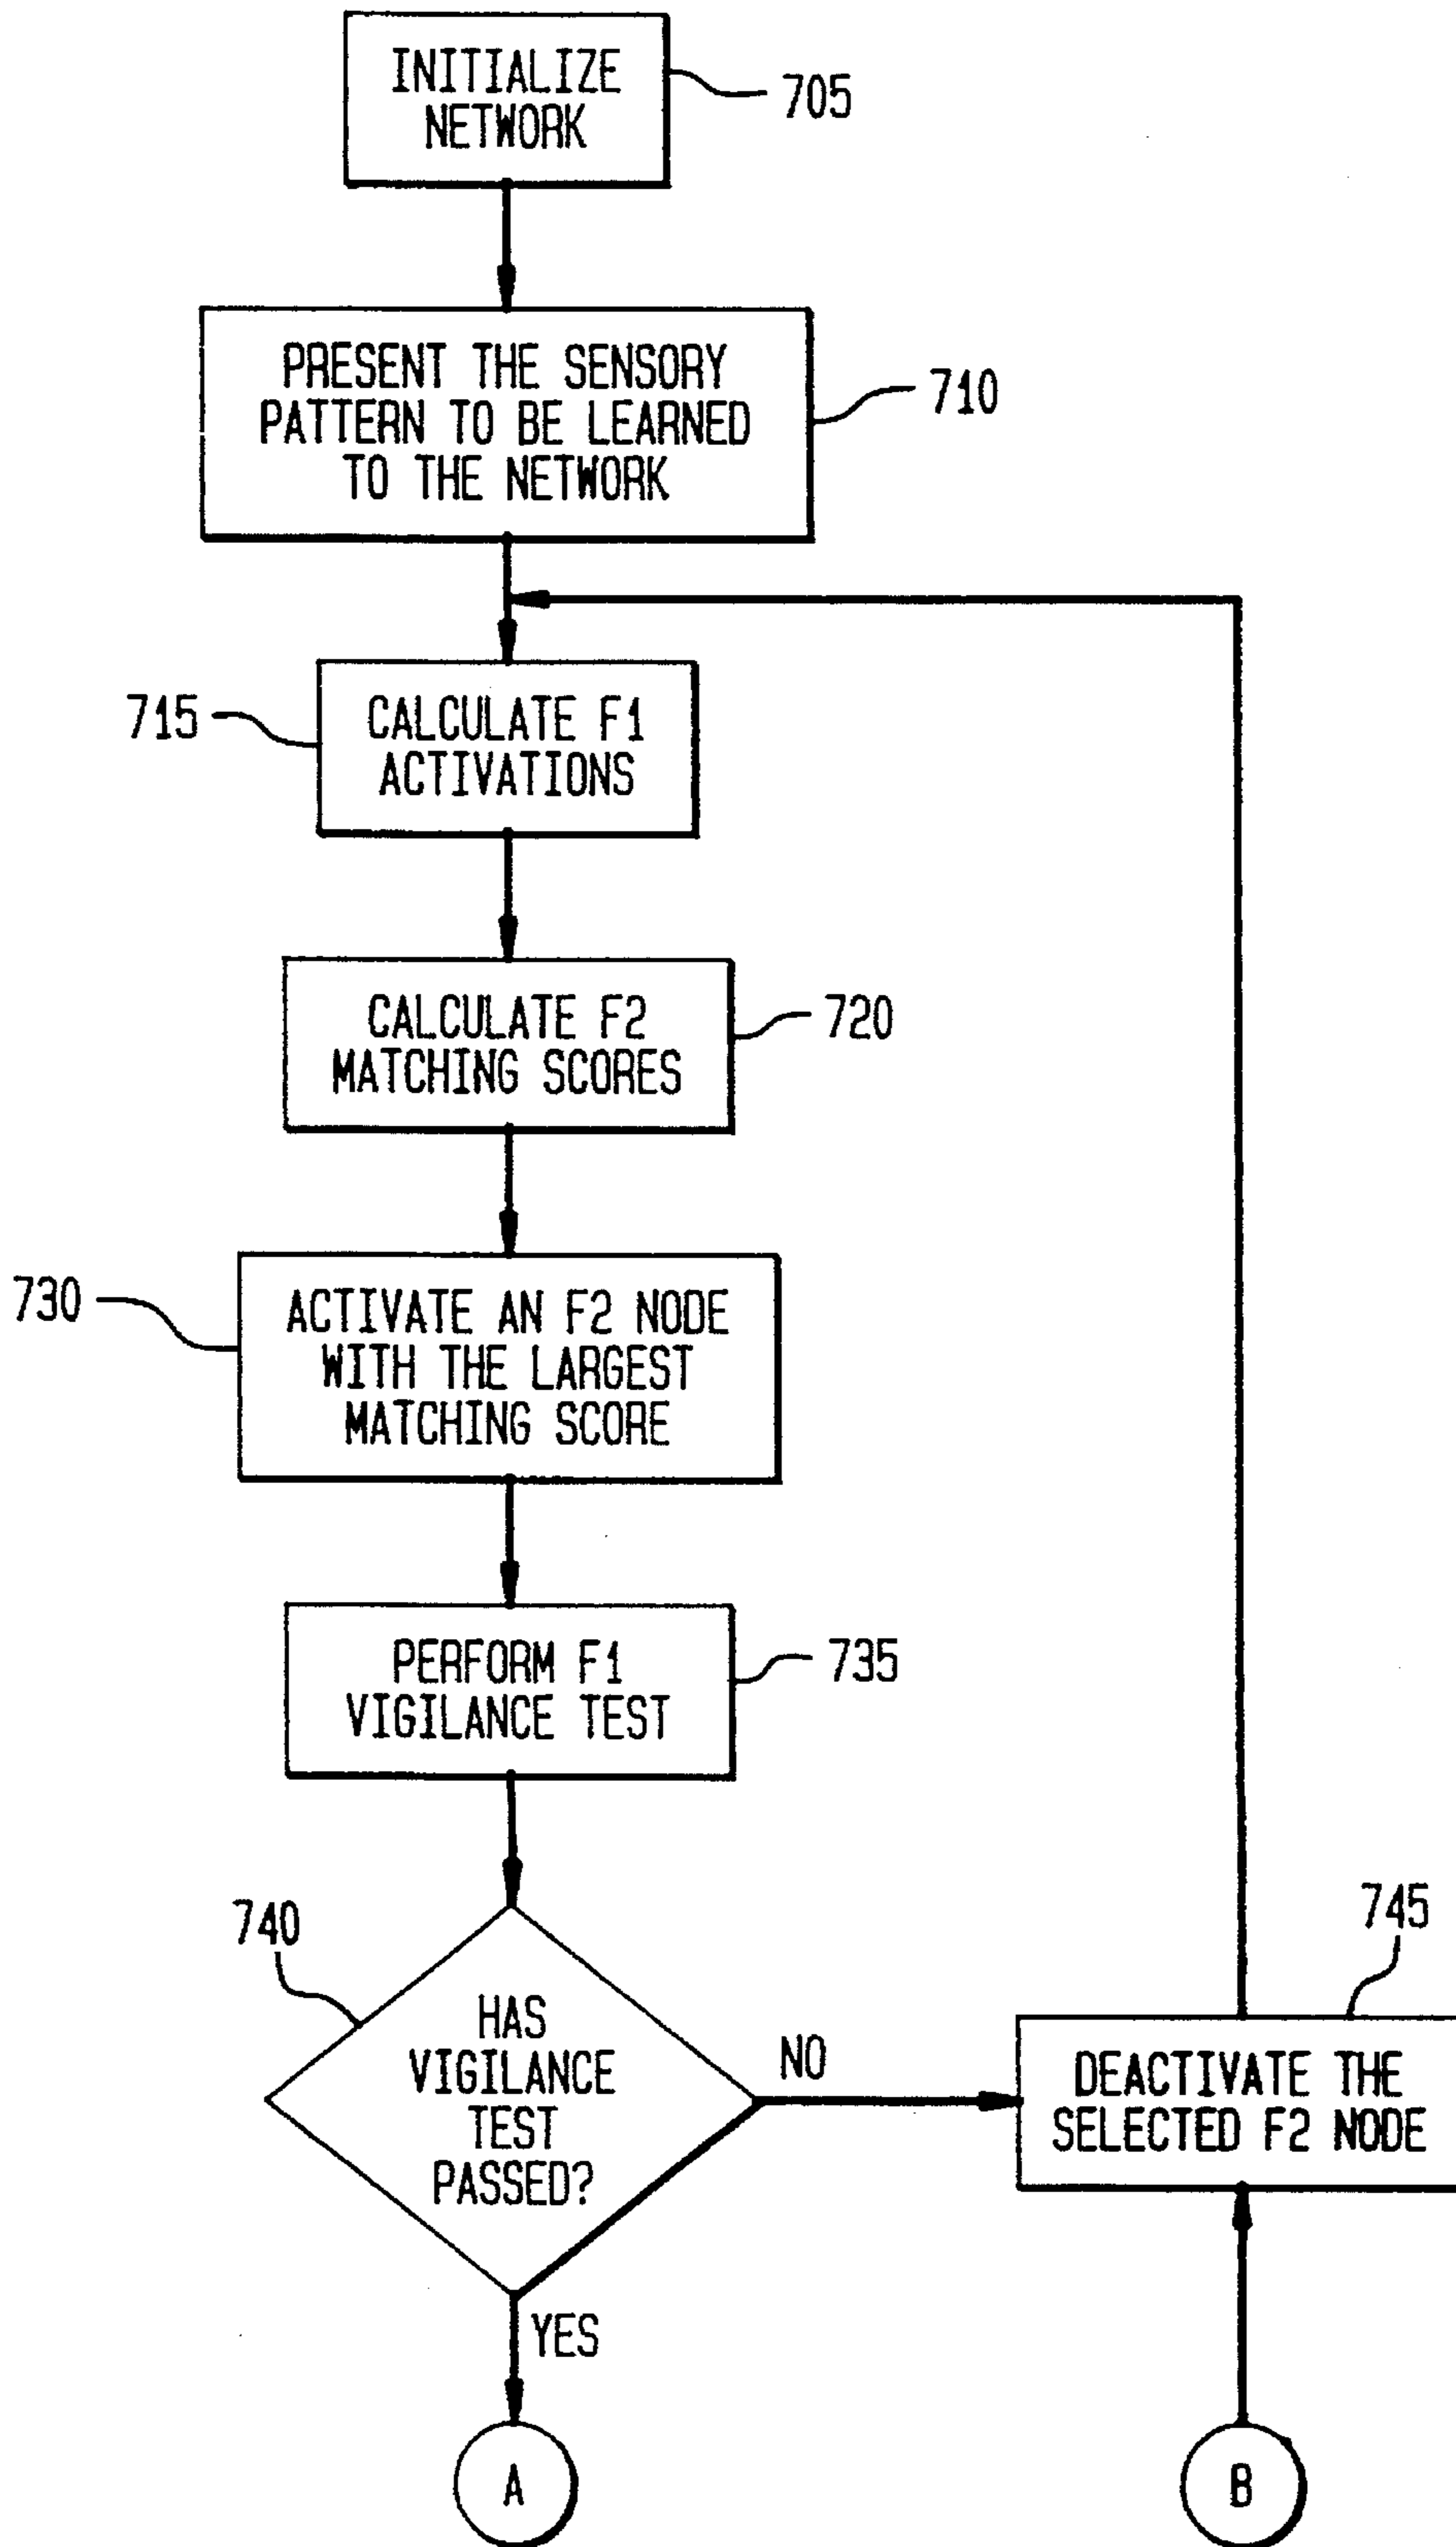 INITIALIZE
NETWORK
705
PRESENT THE SENSORY
PATTERN TO BE LEARNED
TO THE NETWORK
710
715
CALCULATE F1
ACTIVATIONS
CALCULATE F2
MATCHING SCORES
720
730
ACTIVATE AN F2 NODE
WITH THE LARGEST
MATCHING SCORE
PERFORM F1
VIGILANCE TEST
735
740
HAS
VIGILANCE
TEST
PASSED?
NO
745
DEACTIVATE THE
SELECTED F2 NODE
YES
A
B